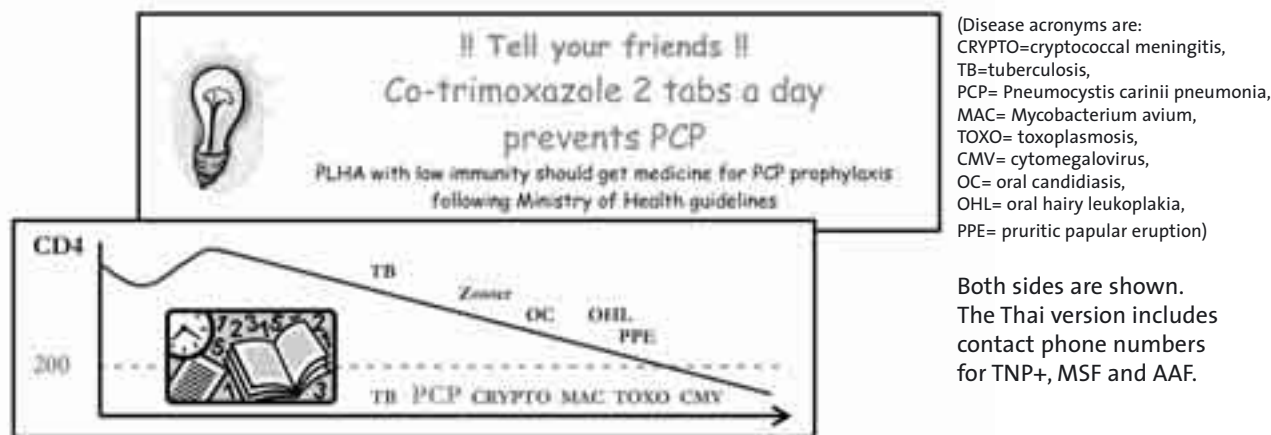 !! Tell your friends !!
Co-trimoxazole 2 tabs a day
prevents PCP
PLHA with low immunity should get medicine for PCP prophylaxis
following Ministry of Health guidelines
CD4
TB
Zoster
OC OHL
PPE
200
TB PCP CRYPTO MAC TOXO CMV
(Disease acronyms are:
CRYPTO=cryptococcal meningitis,
TB=tuberculosis,
PCP= Pneumocystis carinii pneumonia,
MAC= Mycobacterium avium,
TOXO= toxoplasmosis,
CMV= cytomegalovirus,
OC= oral candidiasis,
OHL= oral hairy leukoplakia,
PPE= pruritic papular eruption)
Both sides are shown.
The Thai version includes
contact phone numbers
for TNP+, MSF and AAF.